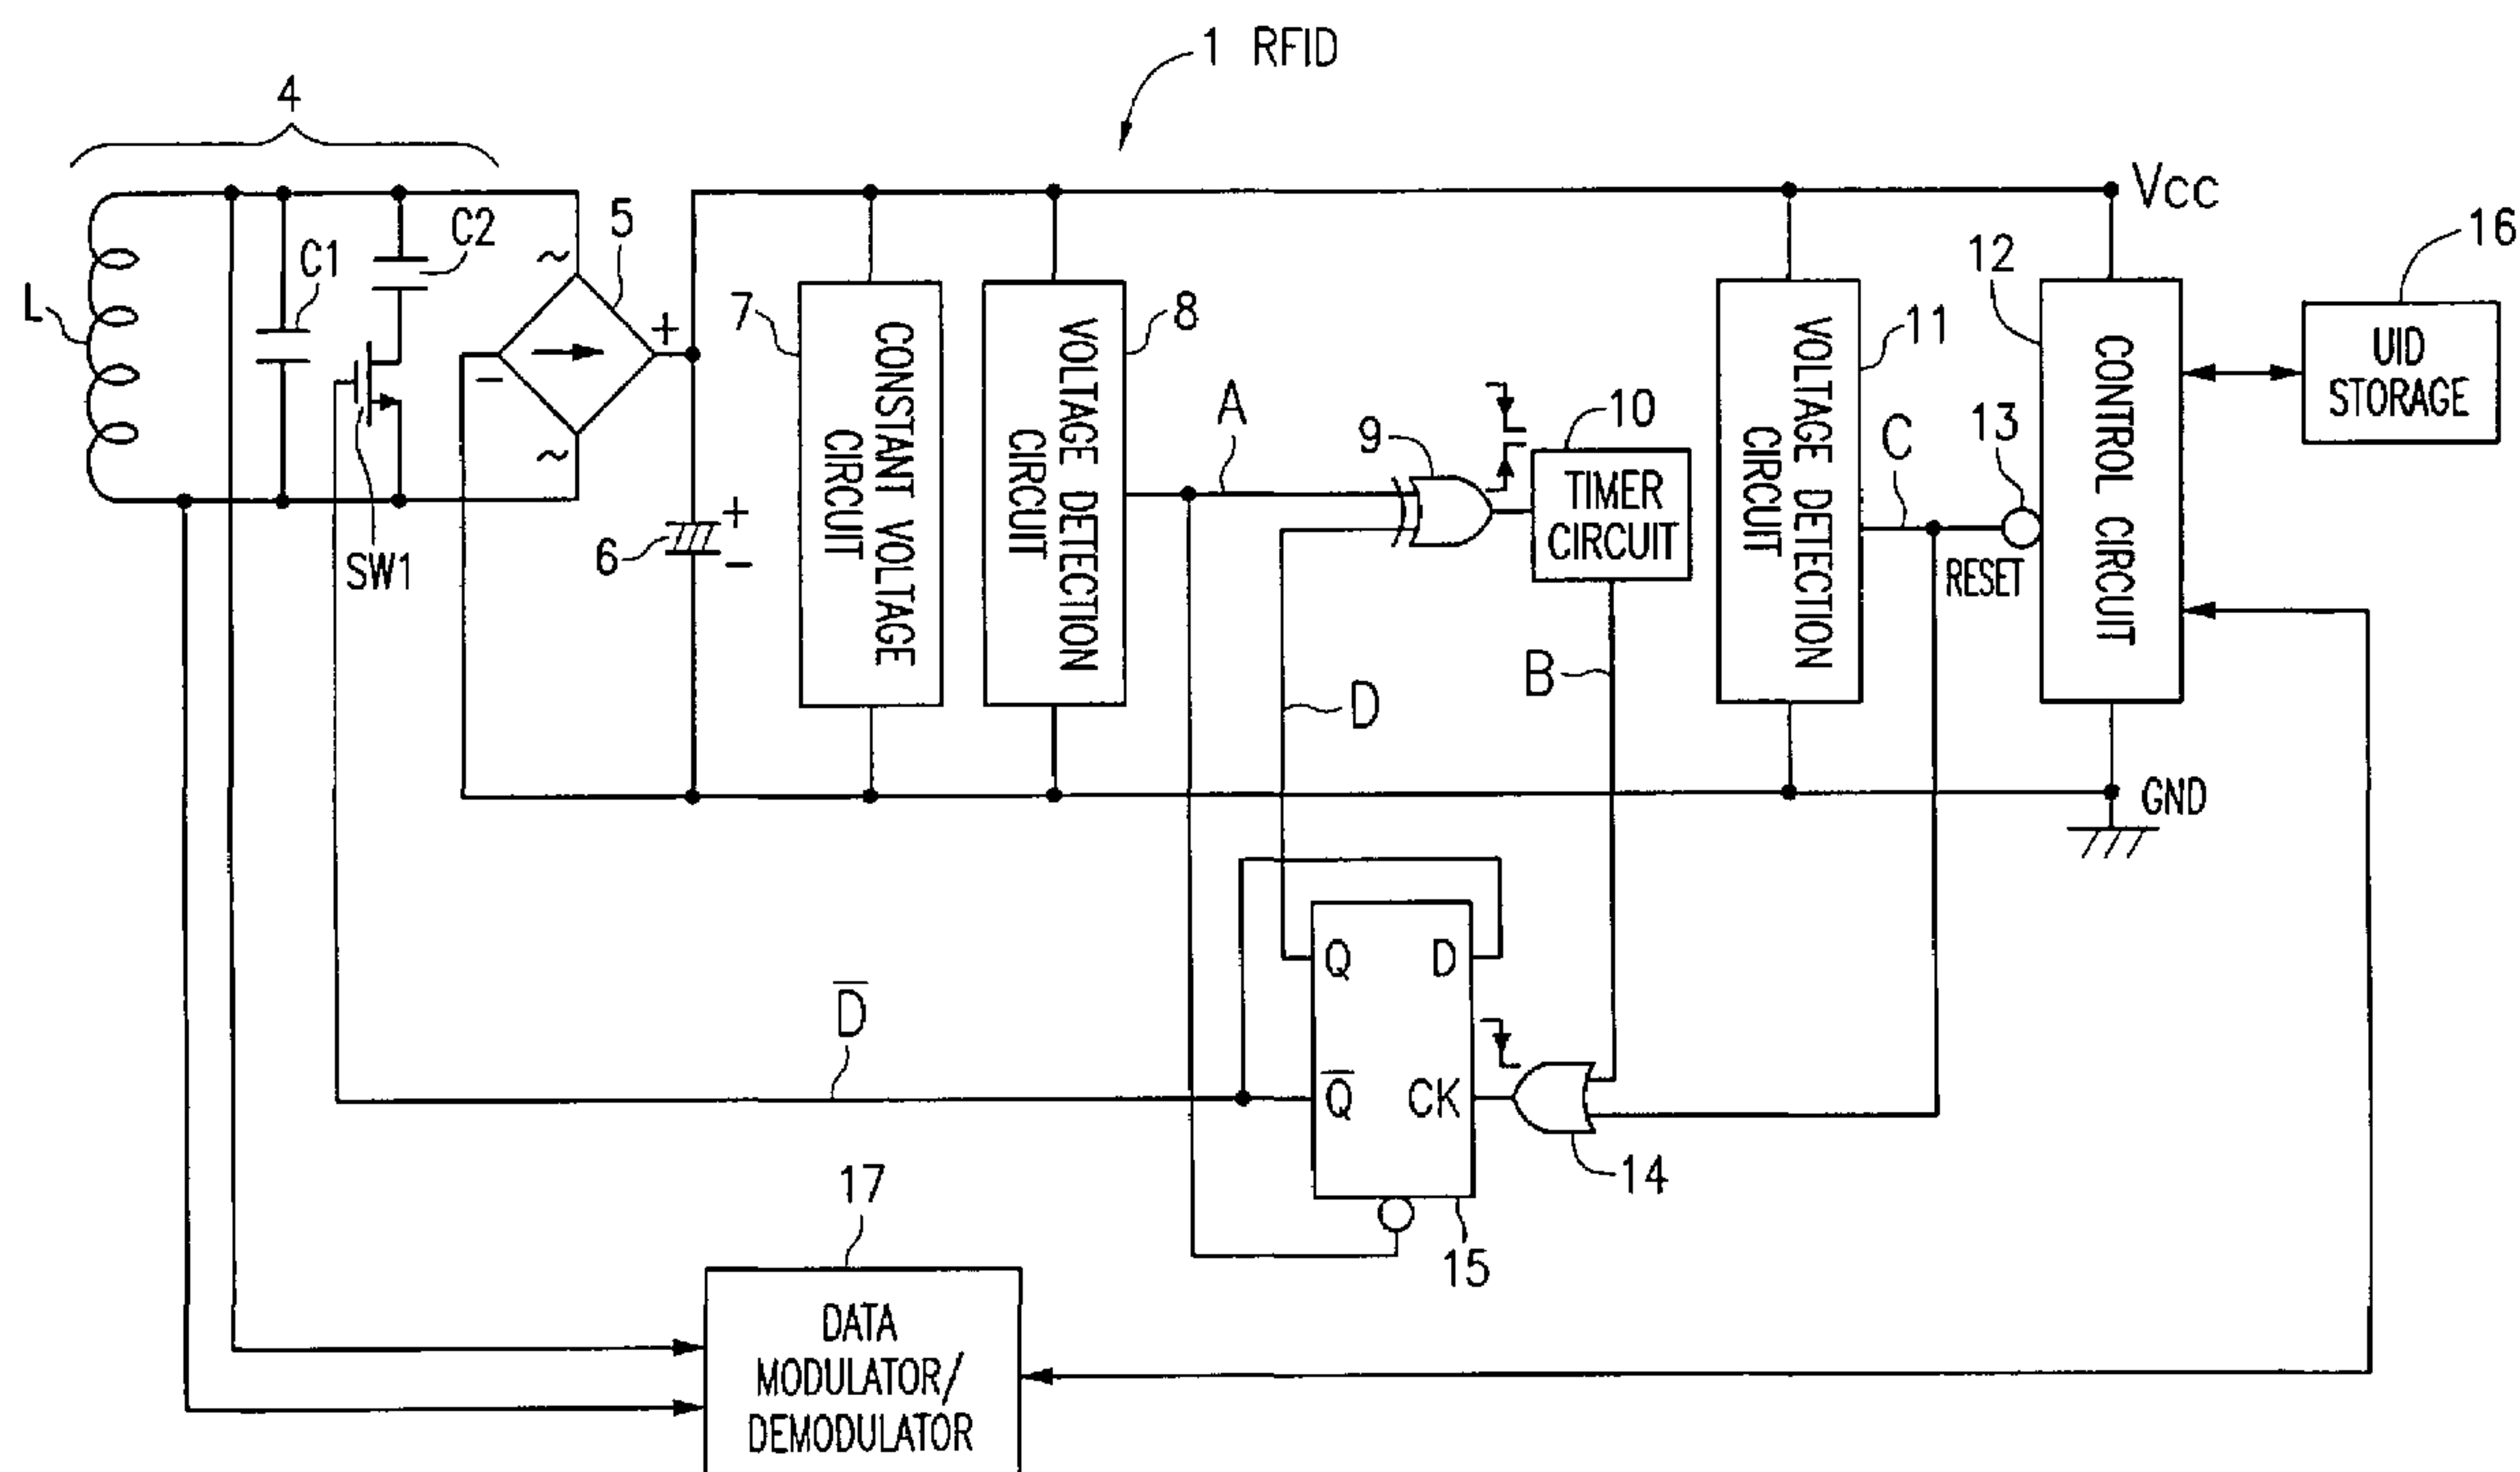 1 RFID
4
L
C1
C2
SW1
5
~
~
+
−
6
+
−
7
CONSTANT VOLTAGE
CIRCUIT
8
VOLTAGE DETECTION
CIRCUIT
A
9
10
TIMER
CIRCUIT
B
D
11
VOLTAGE DETECTION
CIRCUIT
C
RESET
12
13
CONTROL CIRCUIT
VCC
16
UID
STORAGE
GND
Q
D
Q̅
CK
D̅
14
15
17
DATA
MODULATOR/
DEMODULATOR